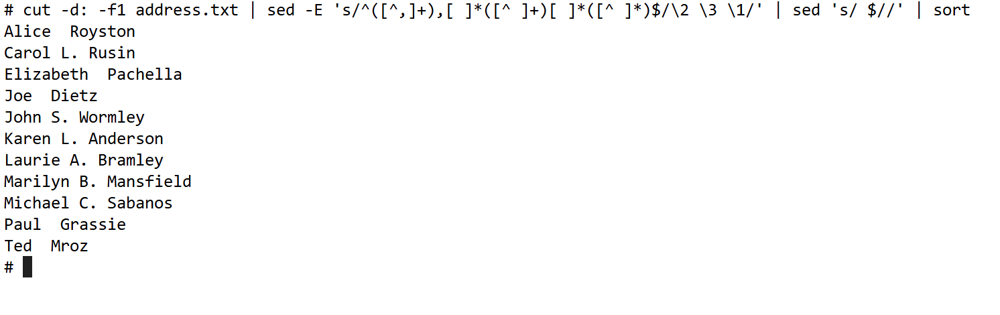 # cut -d: -f1 address.txt | sed -E 's/^([^,]+),[ ]*([^ ]+)[ ]*([^ ]*)$/\2 \3 \1/' | sed 's/ $//' | sort
Alice  Royston
Carol L. Rusin
Elizabeth  Pachella
Joe  Dietz
John S. Wormley
Karen L. Anderson
Laurie A. Bramley
Marilyn B. Mansfield
Michael C. Sabanos
Paul  Grassie
Ted  Mroz
#